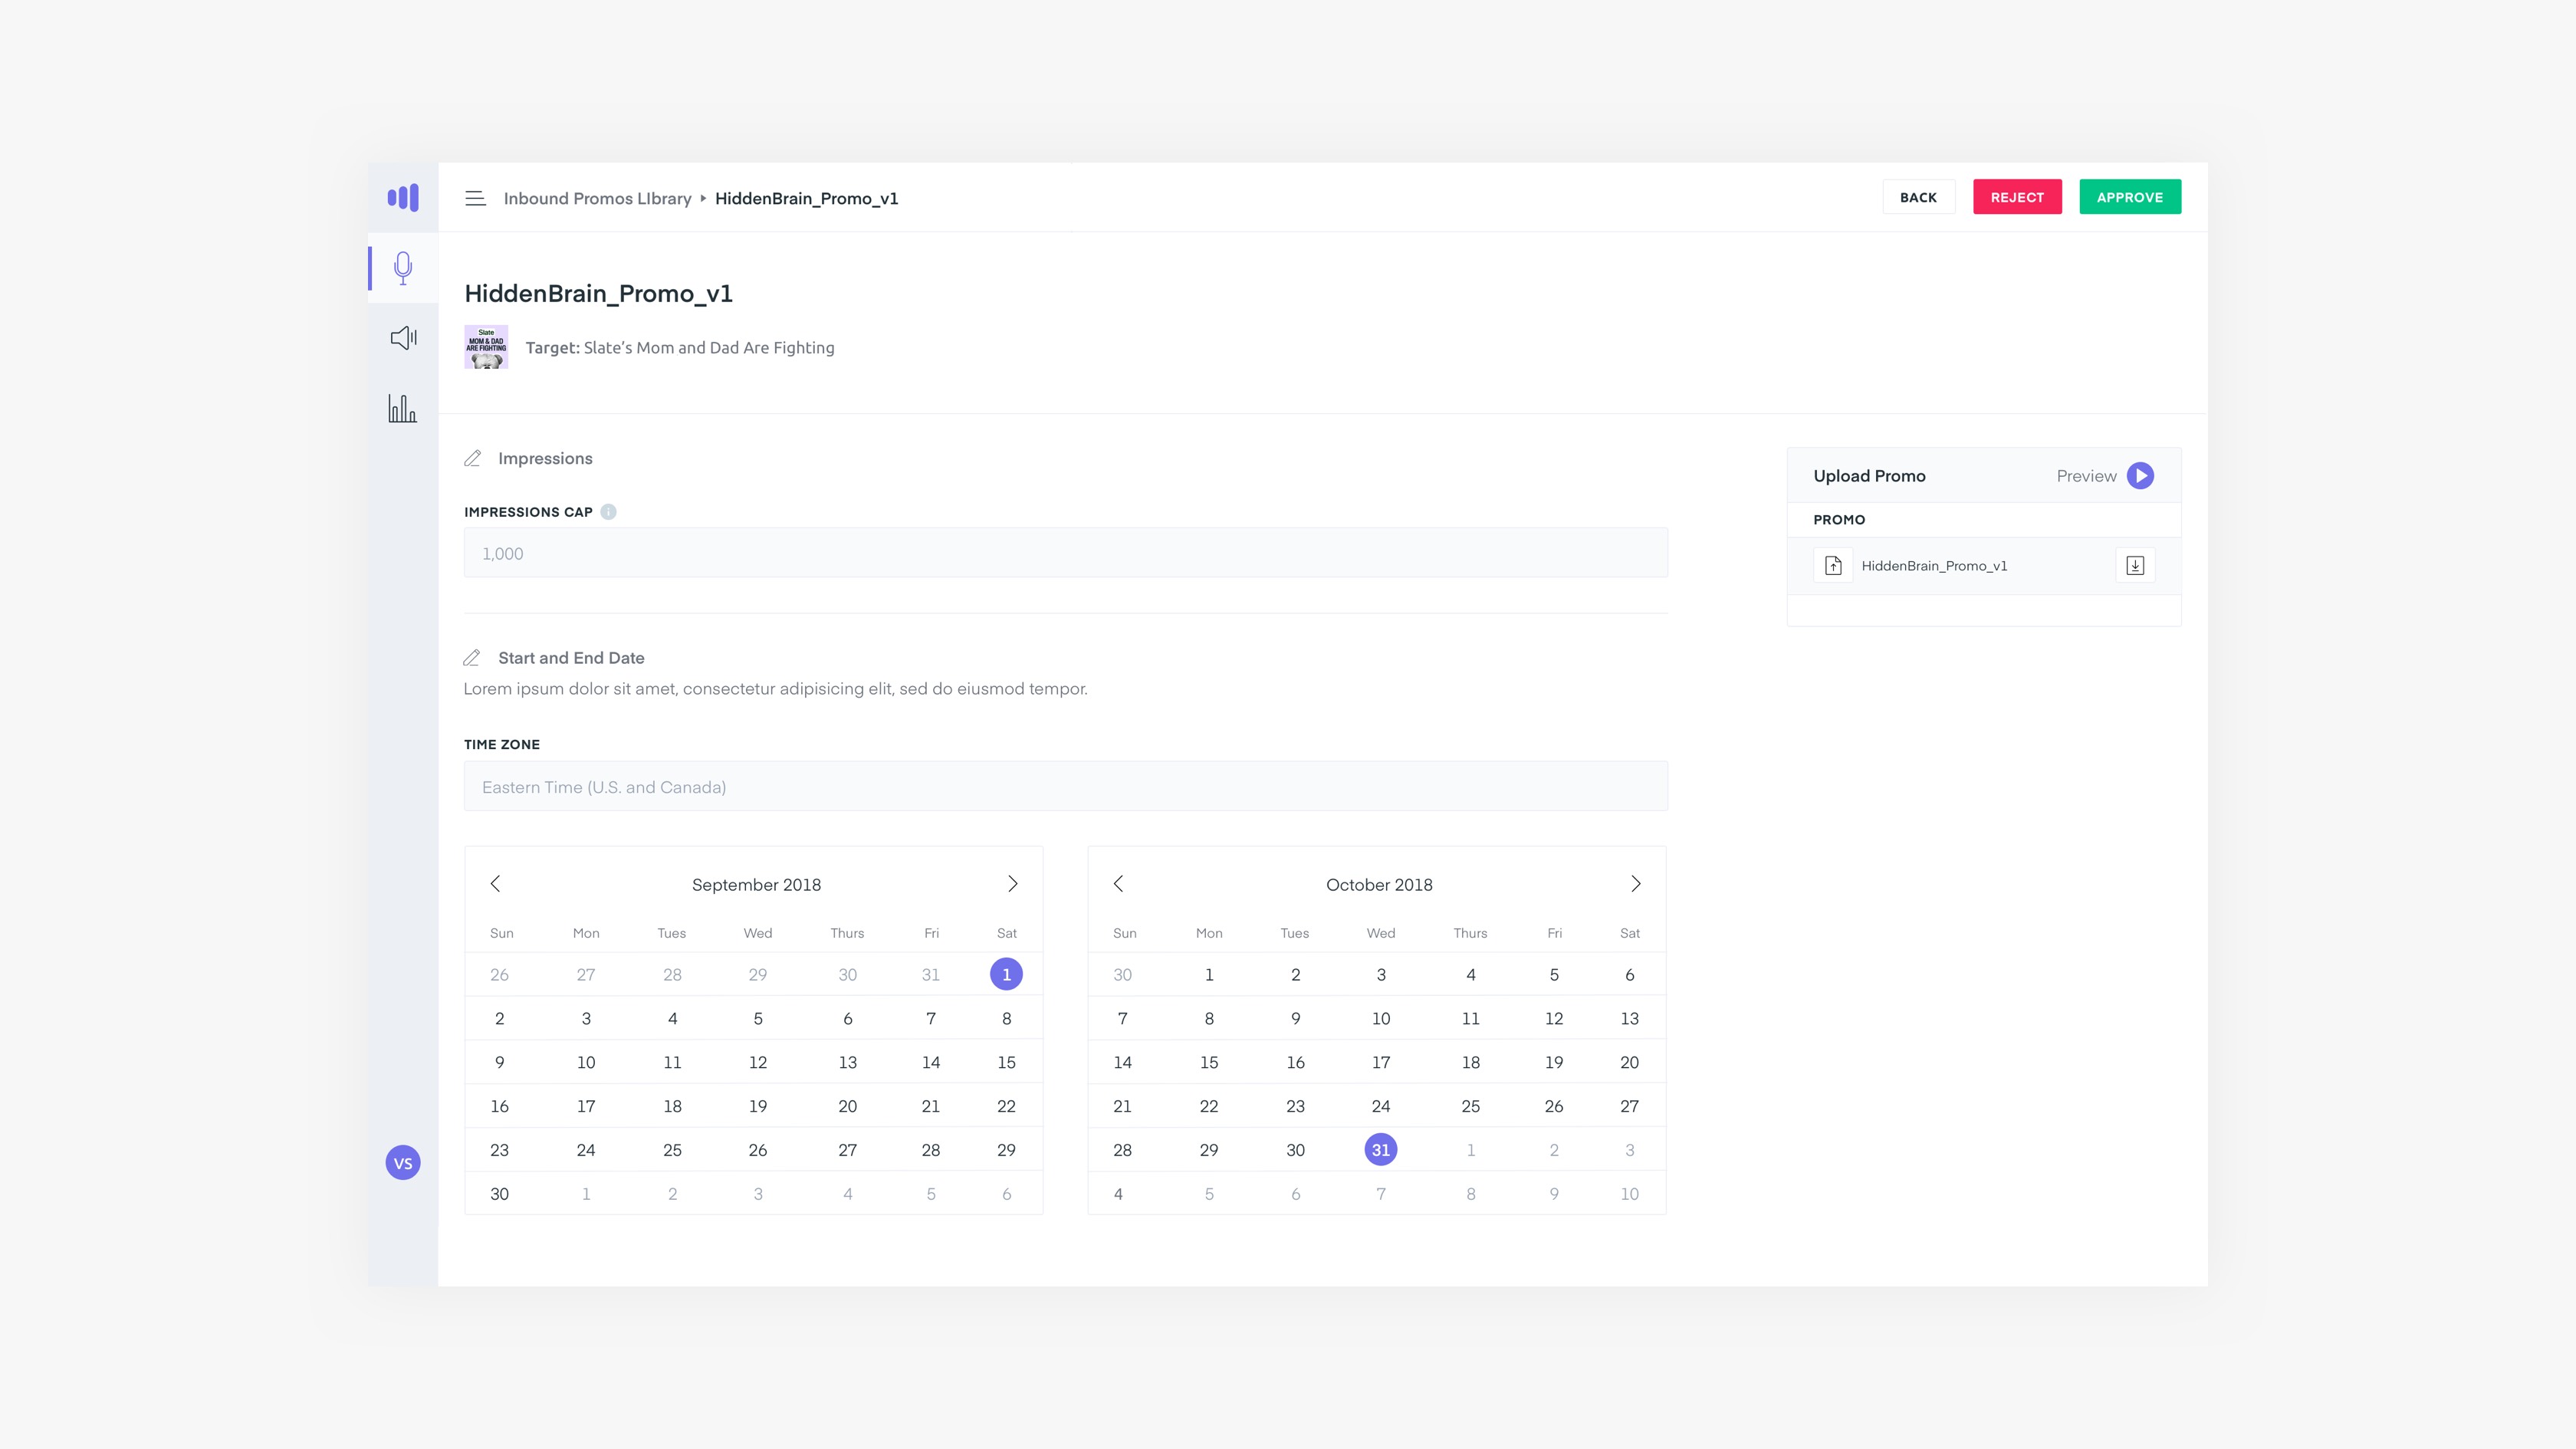 Inbound Promos LIbrary ▸ HiddenBrain_Promo_v1
BACK
REJECT
APPROVE
HiddenBrain_Promo_v1
Slate
MOM & DAD
ARE FIGHTING
Target: Slate’s Mom and Dad Are Fighting
Impressions
IMPRESSIONS CAP i
1,000
Start and End Date
Lorem ipsum dolor sit amet, consectetur adipisicing elit, sed do eiusmod tempor.
TIME ZONE
Eastern Time (U.S. and Canada)
September 2018
Sun Mon Tues Wed Thurs Fri Sat
26 27 28 29 30 31 1
2 3 4 5 6 7 8
9 10 11 12 13 14 15
16 17 18 19 20 21 22
23 24 25 26 27 28 29
30 1 2 3 4 5 6
October 2018
Sun Mon Tues Wed Thurs Fri Sat
30 1 2 3 4 5 6
7 8 9 10 11 12 13
14 15 16 17 18 19 20
21 22 23 24 25 26 27
28 29 30 31 1 2 3
4 5 6 7 8 9 10
Upload Promo
Preview
PROMO
HiddenBrain_Promo_v1
VS